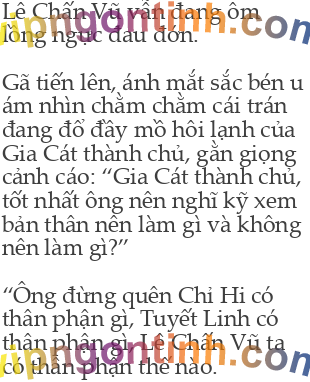 Lê Chấn Vũ vẫn đang ôm
lồng ngực đau đớn.
Gã tiến lên, ánh mắt sắc bén u
ám nhìn chằm chằm cái trán
đang đổ đầy mồ hôi lạnh của
Gia Cát thành chủ, gằn giọng
cảnh cáo: “Gia Cát thành chủ,
tốt nhất ông nên nghĩ kỹ xem
bản thân nên làm gì và không
nên làm gì?”
“Ông đừng quên Chỉ Hi có
thân phận gì, Tuyết Linh có
thân phận gì, Lê Chấn Vũ ta
có thân phận thế nào.
vipngontinh.com